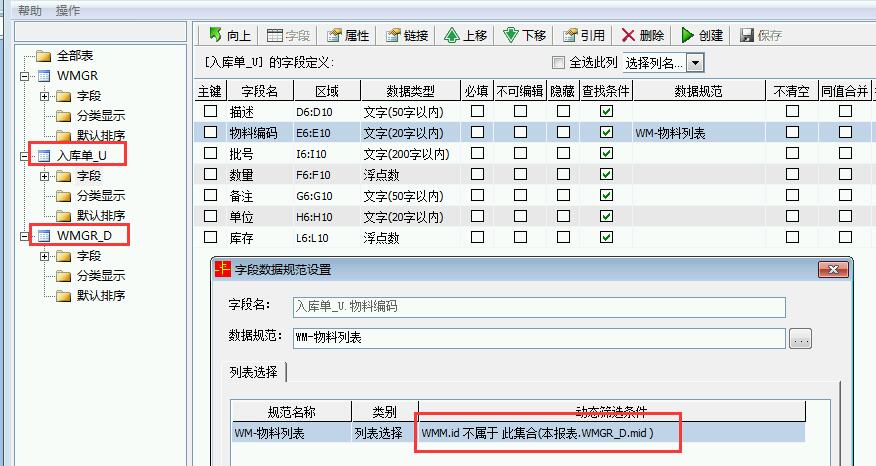 帮助 操作
向上 字段 属性 链接 上移 下移 引用 删除 创建 保存
[入库单_U] 的字段定义: 全选此列 选择列名...
全部表
WMGR
字段
分类显示
默认排序
入库单_U
字段
分类显示
默认排序
WMGR_D
字段
分类显示
默认排序
主键 字段名 区域 数据类型 必填 不可编辑 隐藏 查找条件 数据规范 不清空 同值合并
描述 D6:D10 文字(50字以内)
物料编码 E6:E10 文字(20字以内) WM-物料列表
批号 I6:I10 文字(200字以内)
数量 F6:F10 浮点数
备注 G6:G10 文字(50字以内)
单位 H6:H10 文字(20字以内)
库存 L6:L10 浮点数
字段数据规范设置
字段名: 入库单_U.物料编码
数据规范: WM-物料列表 ...
列表选择
规范名称 类别 动态筛选条件
WM-物料列表 列表选择 WMM.id 不属于 此集合(本报表.WMGR_D.mid )